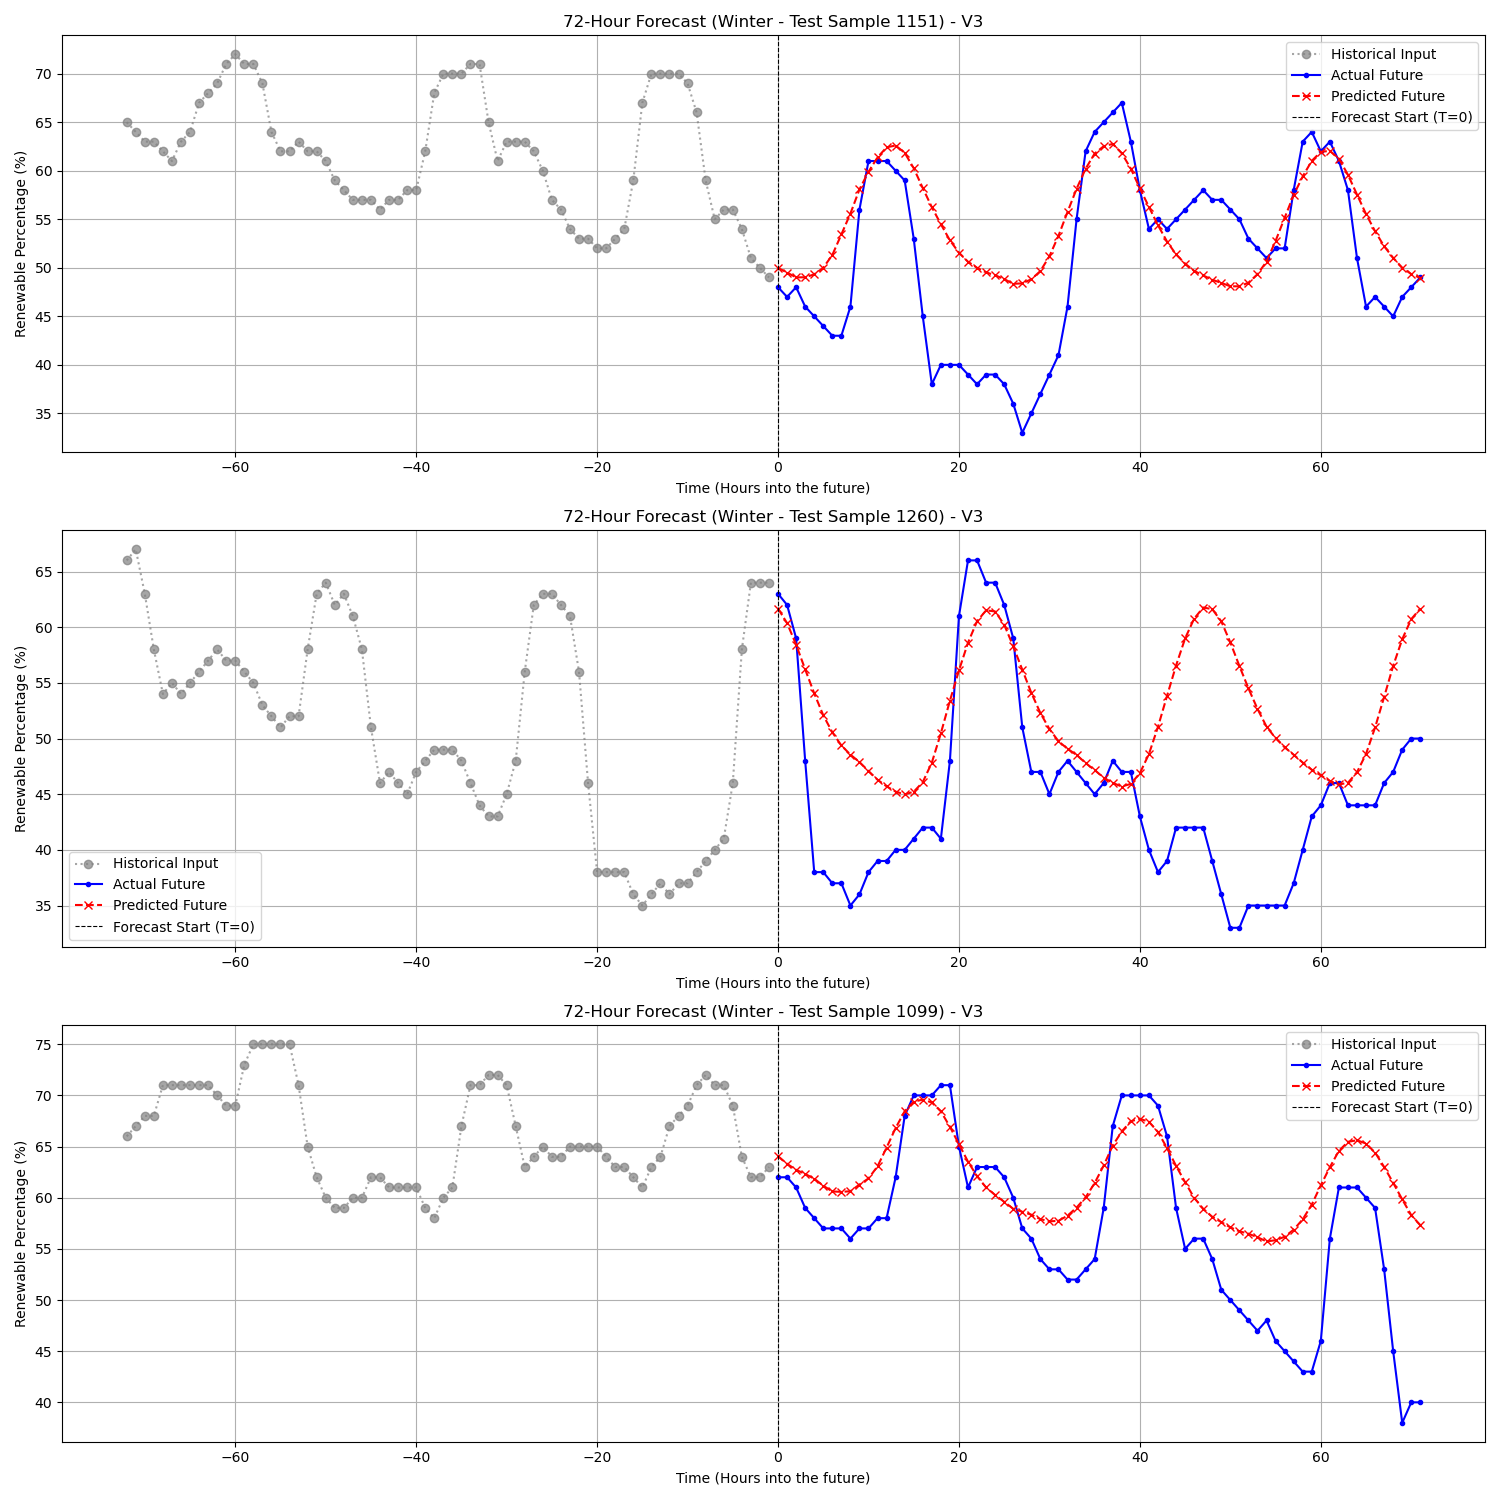 72-Hour Forecast (Winter - Test Sample 1151) - V3
Renewable Percentage (%)
70
65
60
55
50
45
40
35
Historical Input
Actual Future
Predicted Future
Forecast Start (T=0)
−60 −40 −20 0 20 40 60
Time (Hours into the future)
72-Hour Forecast (Winter - Test Sample 1260) - V3
Renewable Percentage (%)
65
60
55
50
45
40
35
Historical Input
Actual Future
Predicted Future
Forecast Start (T=0)
−60 −40 −20 0 20 40 60
Time (Hours into the future)
72-Hour Forecast (Winter - Test Sample 1099) - V3
Renewable Percentage (%)
75
70
65
60
55
50
45
40
Historical Input
Actual Future
Predicted Future
Forecast Start (T=0)
−60 −40 −20 0 20 40 60
Time (Hours into the future)